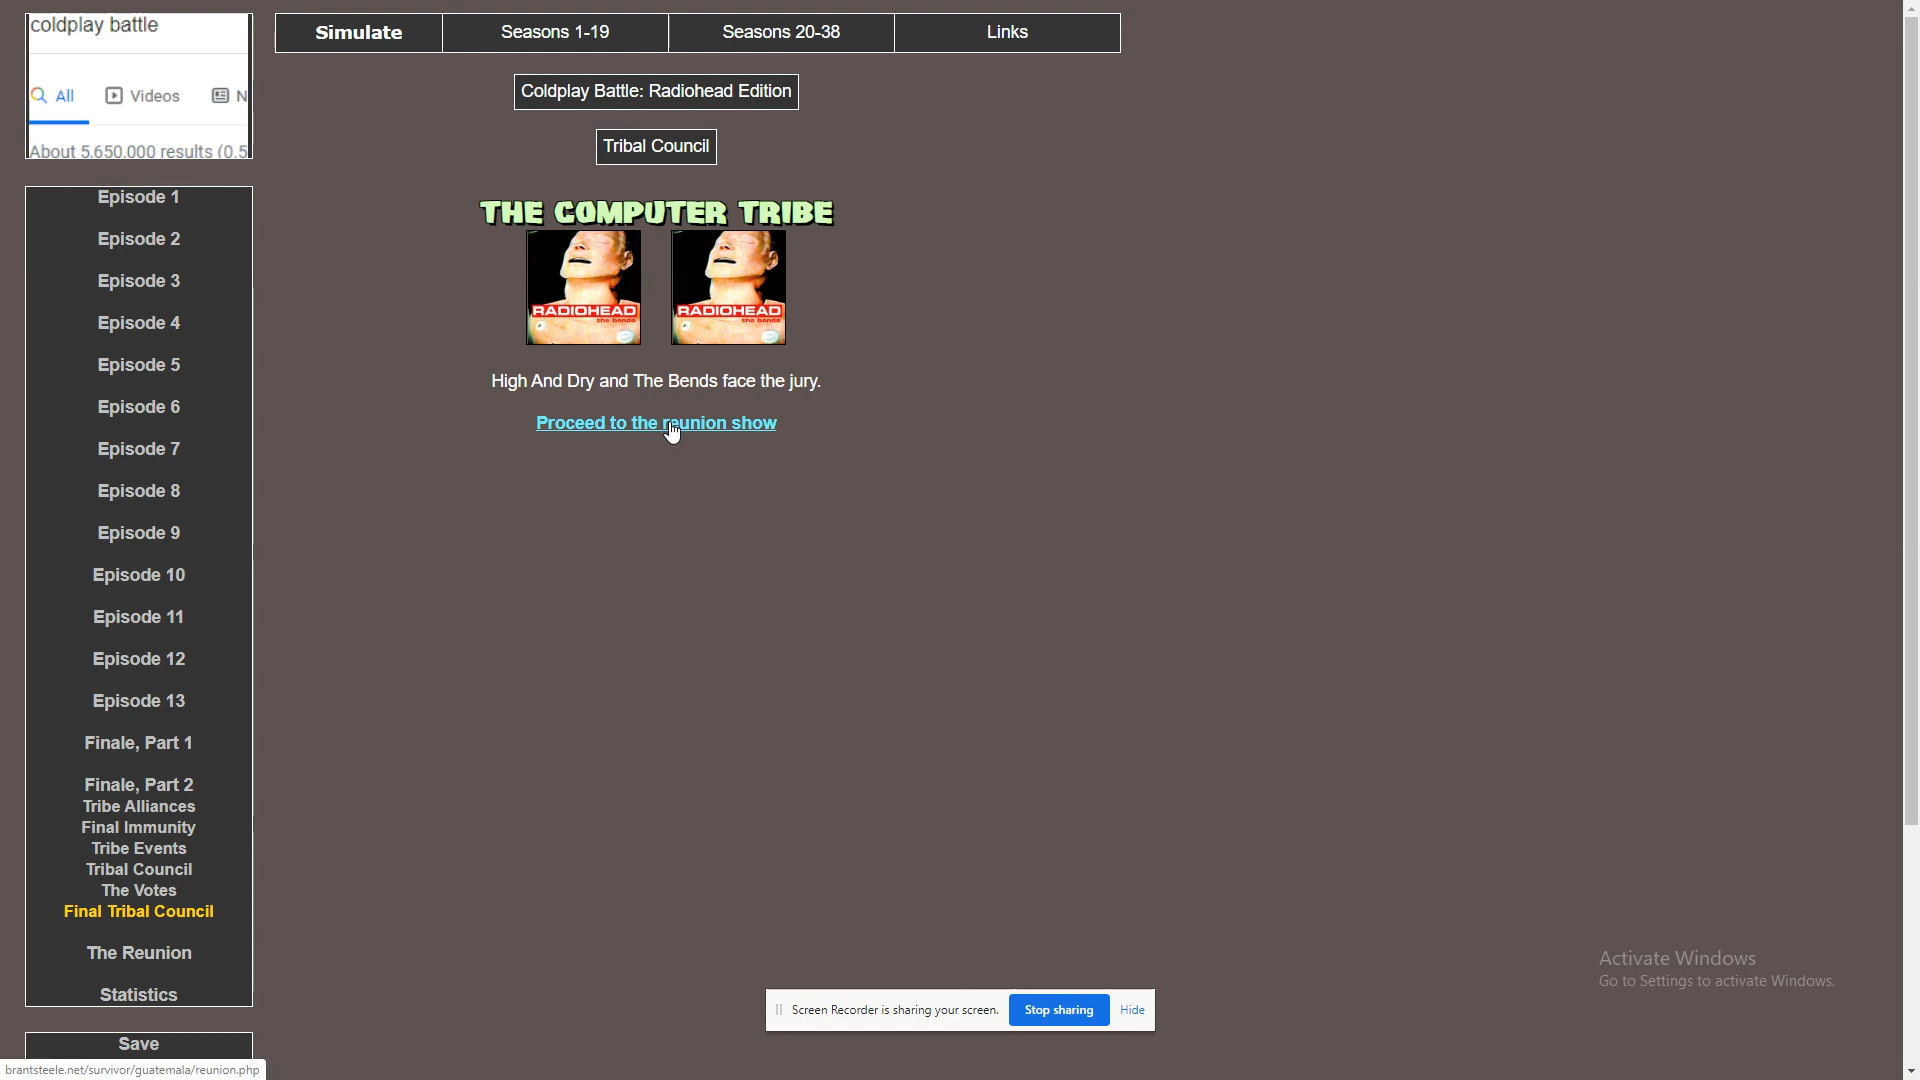 coldplay battle
All
Videos
N
About 5,650,000 results (0.5
Simulate
Seasons 1-19
Seasons 20-38
Links
Coldplay Battle: Radiohead Edition
Tribal Council
THE COMPUTER TRIBE
RADIOHEAD
the bends
RADIOHEAD
the bends
High And Dry and The Bends face the jury.
Proceed to the reunion show
Episode 1
Episode 2
Episode 3
Episode 4
Episode 5
Episode 6
Episode 7
Episode 8
Episode 9
Episode 10
Episode 11
Episode 12
Episode 13
Finale, Part 1
Finale, Part 2
Tribe Alliances
Final Immunity
Tribe Events
Tribal Council
The Votes
Final Tribal Council
The Reunion
Statistics
Save
Activate Windows
Go to Settings to activate Windows.
Screen Recorder is sharing your screen.
Stop sharing
Hide
brantsteele.net/survivor/guatemala/reunion.php